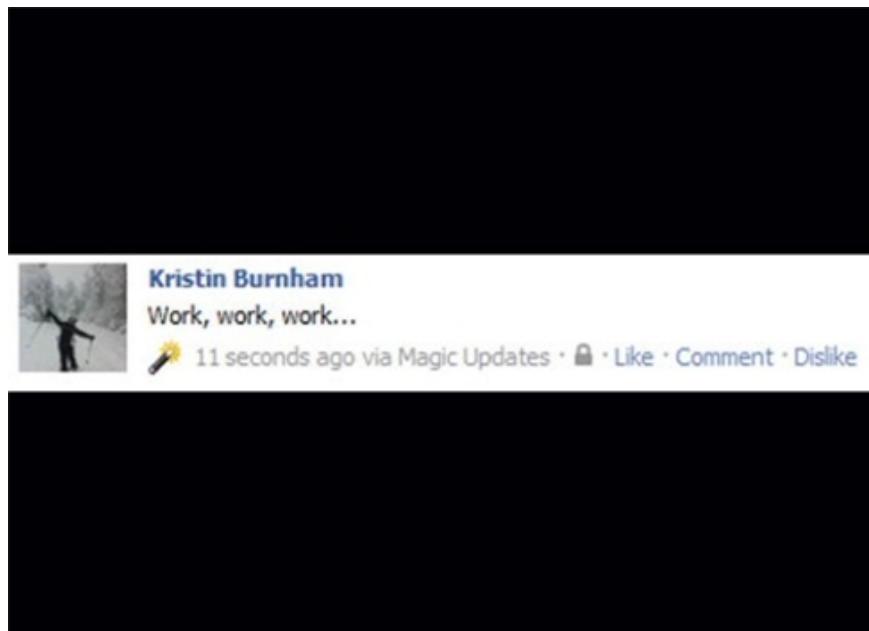 Kristin Burnham
Work, work, work...
11 seconds ago via Magic Updates · · Like · Comment · Dislike